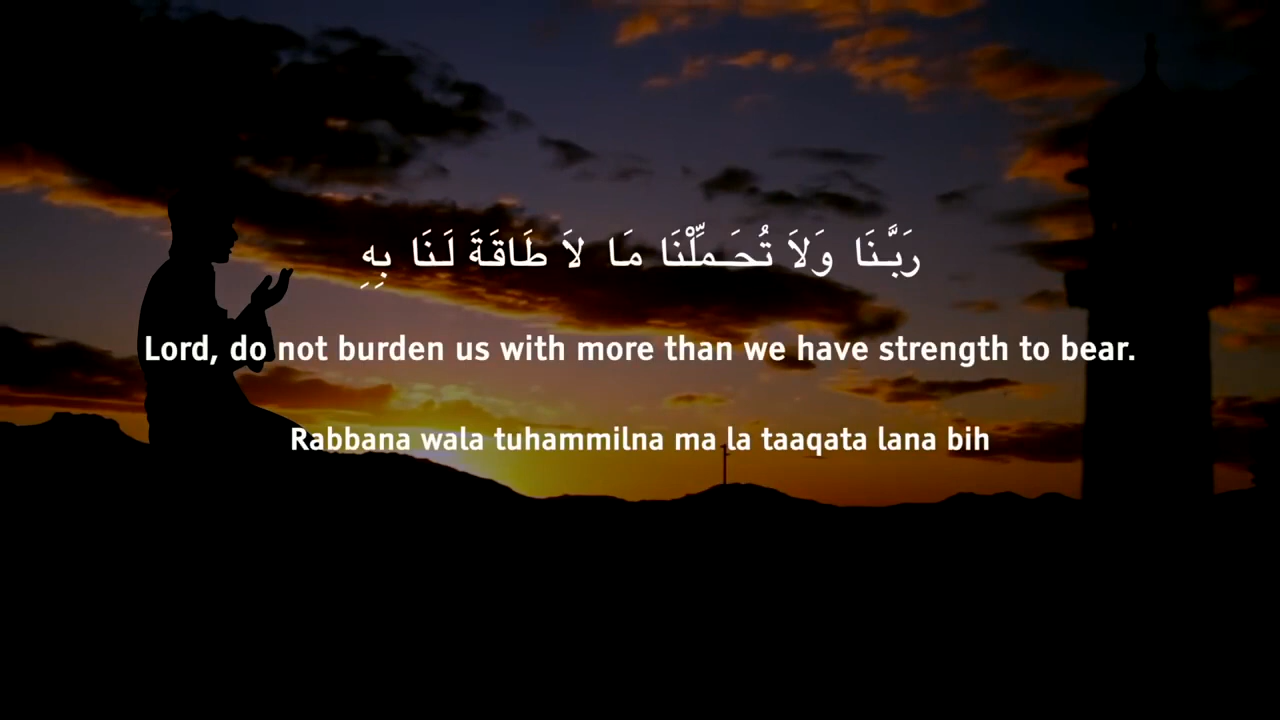 رَبَّنَا وَلاَ تُحَمِّلْنَا مَا لاَ طَاقَةَ لَنَا بِهِ
Lord, do not burden us with more than we have strength to bear.
Rabbana wala tuhammilna ma la taaqata lana bih